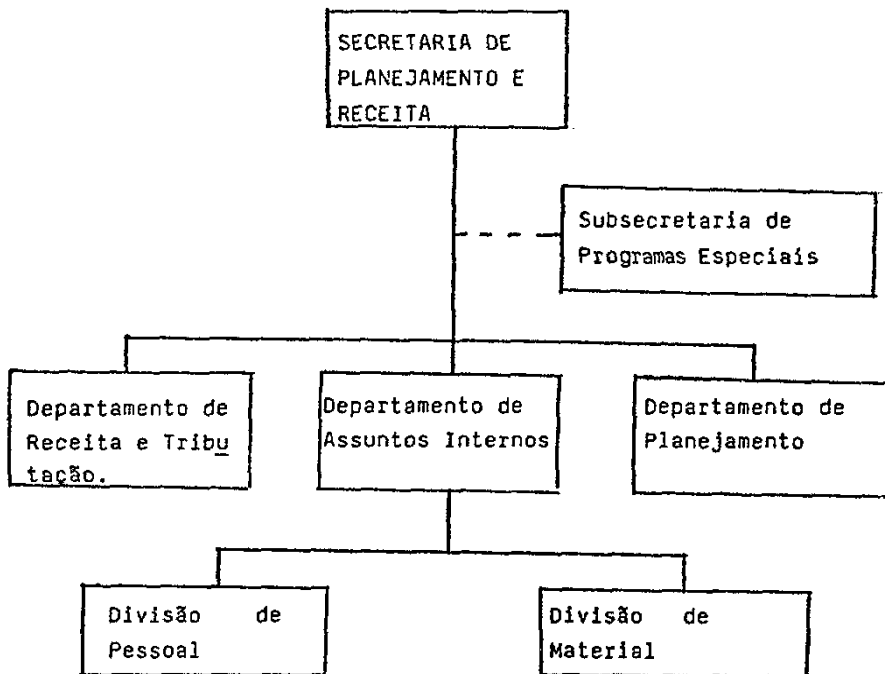 SECRETARIA DE
PLANEJAMENTO E
RECEITA
Subsecretaria de
Programas Especiais
Departamento de
Receita e Tribu
tação.
Departamento de
Assuntos Internos
Departamento de
Planejamento
Divisão de
Pessoal
Divisão de
Material